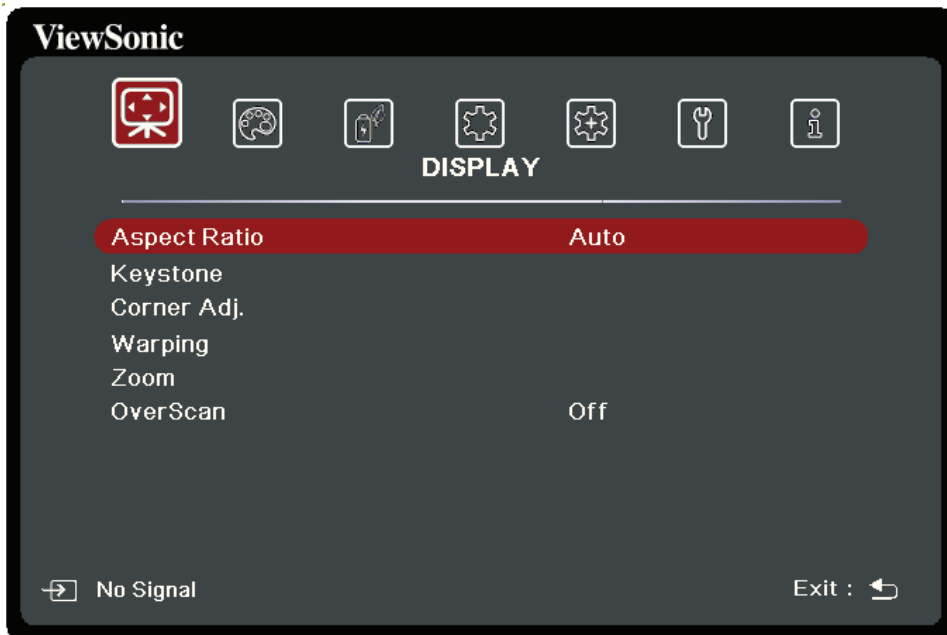 ViewSonic
DISPLAY
Aspect Ratio Auto
Keystone
Corner Adj.
Warping
Zoom
OverScan Off
No Signal Exit :